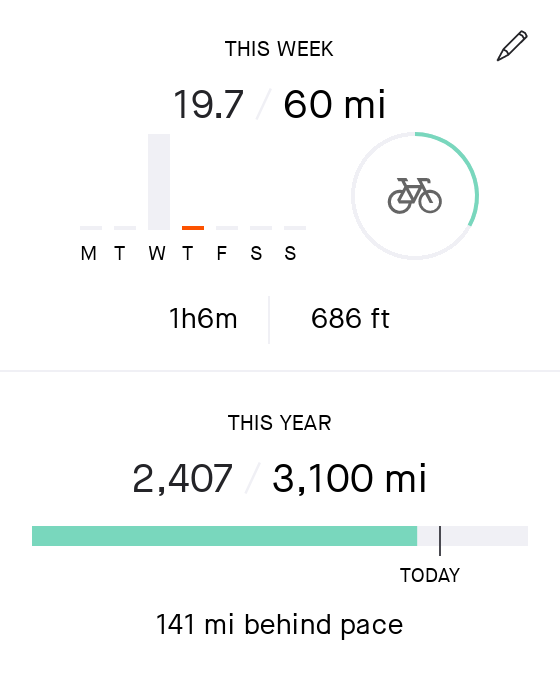 THIS WEEK
19.7 / 60 mi
M T W T F S S
1h6m 686 ft
THIS YEAR
2,407 / 3,100 mi
TODAY
141 mi behind pace